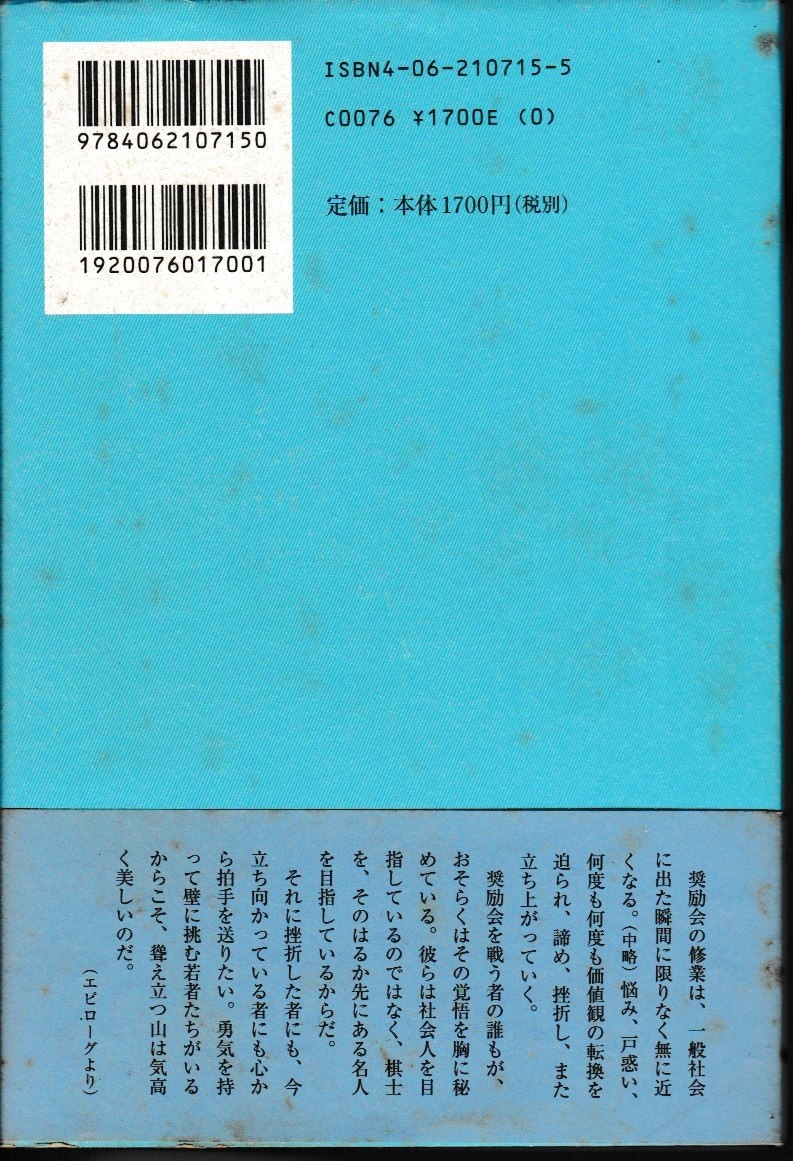 9784062107150
1920076017001
ISBN4-06-210715-5
C0076 ¥1700E (0)
定価：本体1700円(税別)
奨励会の修業は、一般社会
に出た瞬間に限りなく無に近
くなる。(中略) 悩み、戸惑い、
何度も何度も価値観の転換を
迫られ、諦め、挫折し、また
立ち上がっていく。
奨励会を戦う者の誰もが、
おそらくはその覚悟を胸に秘
めている。彼らは社会人を目
指しているのではなく、棋士
を、そのはるか先にある名人
を目指しているからだ。
それに挫折した者にも、今
立ち向かっている者にも心か
ら拍手を送りたい。勇気を持
って壁に挑む若者たちがいる
からこそ、聳え立つ山は気高
く美しいのだ。
(エピローグより)